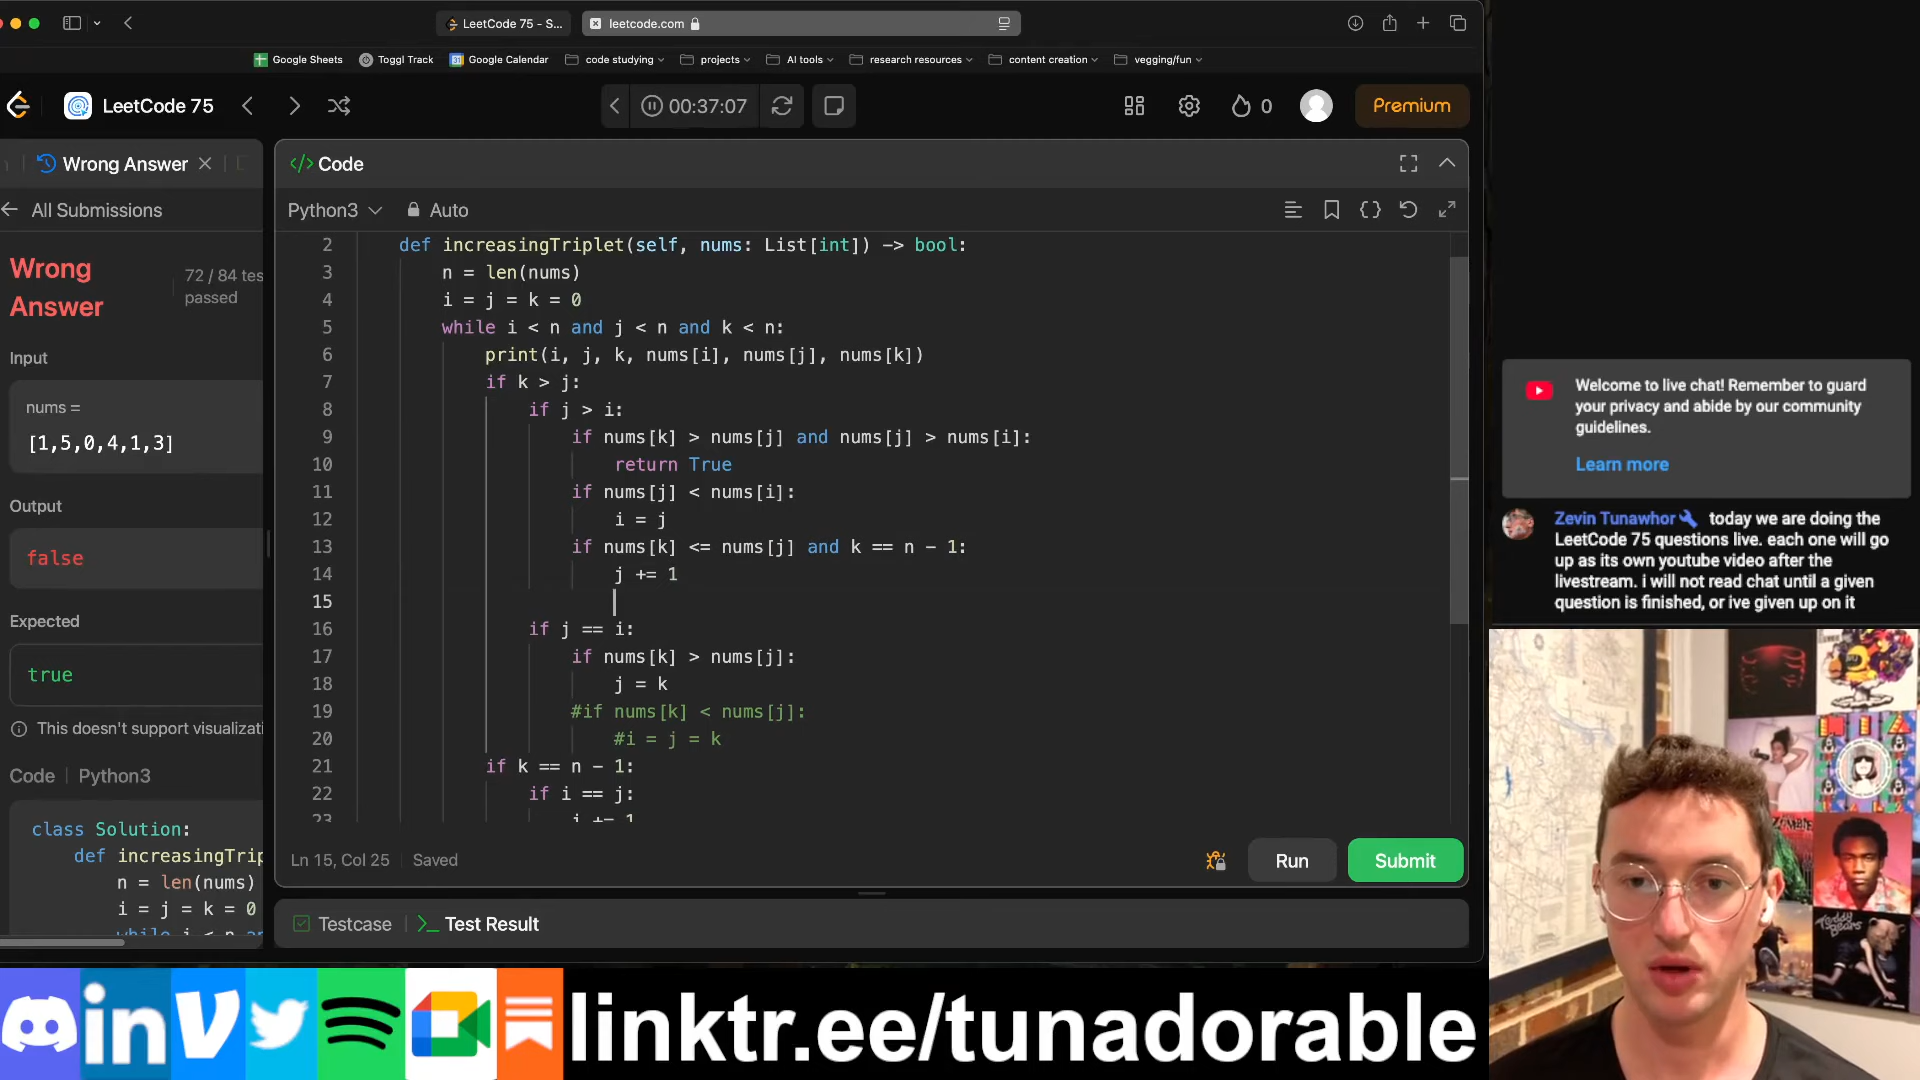 LeetCode 75 - S...
leetcode.com
Google Sheets
Toggl Track
Google Calendar
code studying
projects
AI tools
research resources
content creation
vegging/fun
LeetCode 75
00:37:07
0
Premium
Wrong Answer
All Submissions
Wrong
Answer
72 / 84 tes
passed
Input
nums =
[1,5,0,4,1,3]
Output
false
Expected
true
This doesn't support visualizati
Code | Python3
class Solution:
def increasingTrip
n = len(nums)
i = j = k = 0
while i < n an
</> Code
Python3
Auto
2 def increasingTriplet(self, nums: List[int]) -> bool:
3 n = len(nums)
4 i = j = k = 0
5 while i < n and j < n and k < n:
6 print(i, j, k, nums[i], nums[j], nums[k])
7 if k > j:
8 if j > i:
9 if nums[k] > nums[j] and nums[j] > nums[i]:
10 return True
11 if nums[j] < nums[i]:
12 i = j
13 if nums[k] <= nums[j] and k == n - 1:
14 j += 1
15
16 if j == i:
17 if nums[k] > nums[j]:
18 j = k
19 #if nums[k] < nums[j]:
20 #i = j = k
21 if k == n - 1:
22 if i == j:
23
Ln 15, Col 25 | Saved
Run
Submit
Testcase
>_ Test Result
Welcome to live chat! Remember to guard
your privacy and abide by our community
guidelines.
Learn more
Zevin Tunawhor today we are doing the
LeetCode 75 questions live. each one will go
up as its own youtube video after the
livestream. i will not read chat until a given
question is finished, or ive given up on it
in
linktr.ee/tunadorable